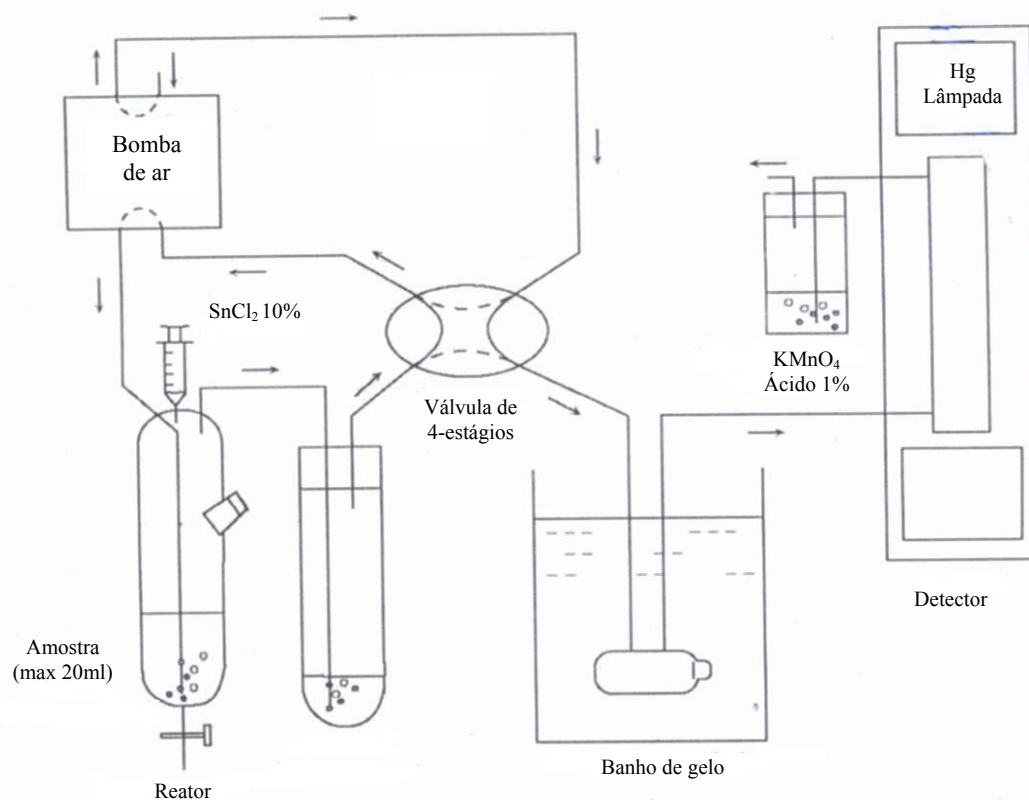 Hg
Lâmpada
Bomba
de ar
SnCl₂ 10%
KMnO₄
Ácido 1%
Válvula de
4-estágios
Detector
Amostra
(max 20ml)
Banho de gelo
Reator